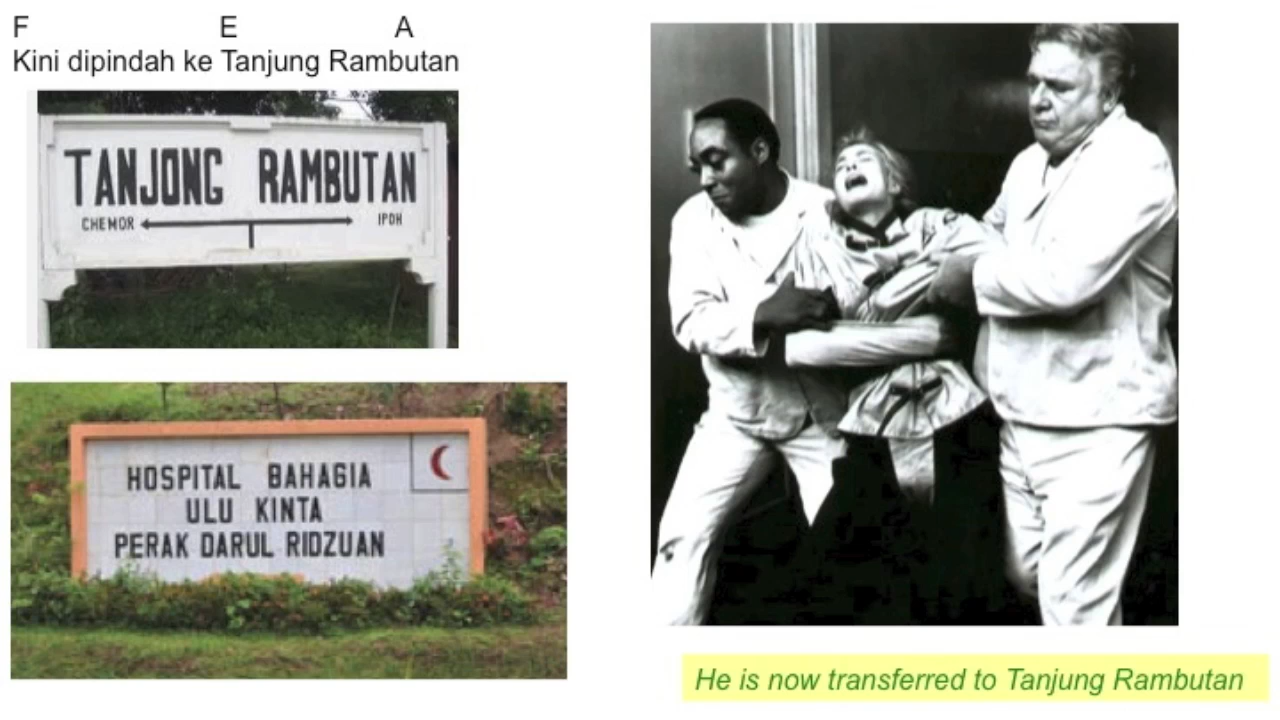 F E A
Kini dipindah ke Tanjung Rambutan
TANJONG RAMBUTAN
CHEMOR IPOH
HOSPITAL BAHAGIA
ULU KINTA
PERAK DARUL RIDZUAN
He is now transferred to Tanjung Rambutan